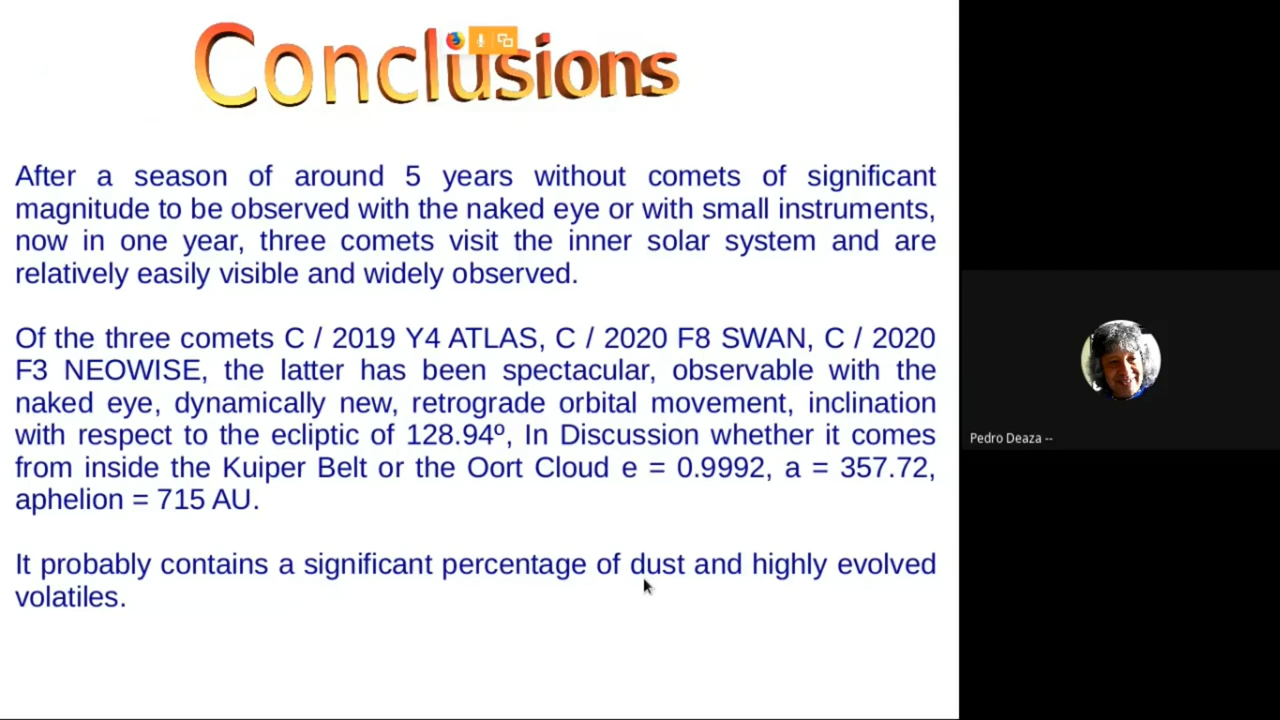 Conclusions
After a season of around 5 years without comets of significant
magnitude to be observed with the naked eye or with small instruments,
now in one year, three comets visit the inner solar system and are
relatively easily visible and widely observed.
Of the three comets C / 2019 Y4 ATLAS, C / 2020 F8 SWAN, C / 2020
F3 NEOWISE, the latter has been spectacular, observable with the
naked eye, dynamically new, retrograde orbital movement, inclination
with respect to the ecliptic of 128.94º, In Discussion whether it comes
from inside the Kuiper Belt or the Oort Cloud e = 0.9992, a = 357.72,
aphelion = 715 AU.
It probably contains a significant percentage of dust and highly evolved
volatiles.
Pedro Deaza --